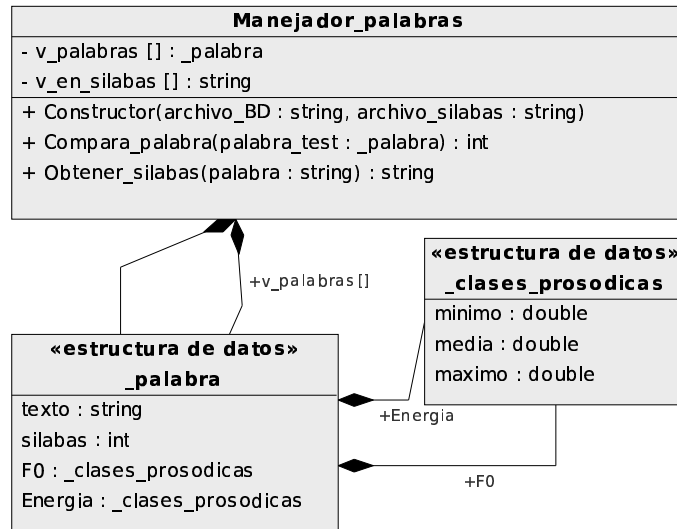 Manejador_palabras
- v_palabras [] : _palabra
- v_en_silabas [] : string
+ Constructor(archivo_BD : string, archivo_silabas : string)
+ Compara_palabra(palabra_test : _palabra) : int
+ Obtener_silabas(palabra : string) : string
+v_palabras[]
«estructura de datos»
_clases_prosodicas
minimo : double
media : double
maximo : double
«estructura de datos»
_palabra
texto : string
silabas : int
F0 : _clases_prosodicas
Energia : _clases_prosodicas
+Energia
+F0